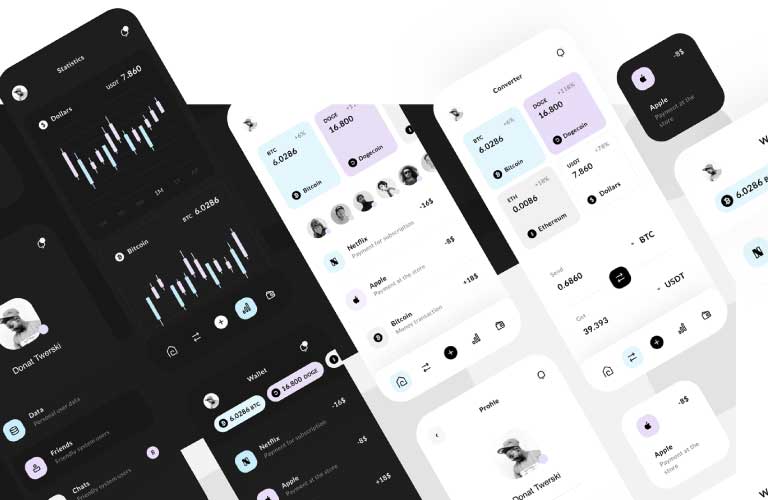 Statistics
Dollars
USDT 7.860
1M
Bitcoin
BTC 6.0286
Donat Twerski
Data
Personal user data
Friends
Friendly system users
Chats
Friendly system users
8
Wallet
6.0286 BTC
16.800 DOGE
Netflix
Payment for subscription
-16$
Apple
Payment at the store
-8$
+18$
BTC
+6%
6.0286
Bitcoin
DOGE
16.800
Dogecoin
Netflix
Payment for subscription
-16$
Apple
Payment at the store
-8$
Bitcoin
Money transaction
+18$
Converter
BTC
+6%
6.0286
Bitcoin
DOGE
+118%
16.800
Dogecoin
ETH
+18%
0.0086
Ethereum
USDT
+78%
7.860
Dollars
Send
0.6860
BTC
Get
39.393
USDT
Profile
Donat Twerski
-8$
Apple
Payment at the
store
6.0286
-8$
Apple
Payment at the
store